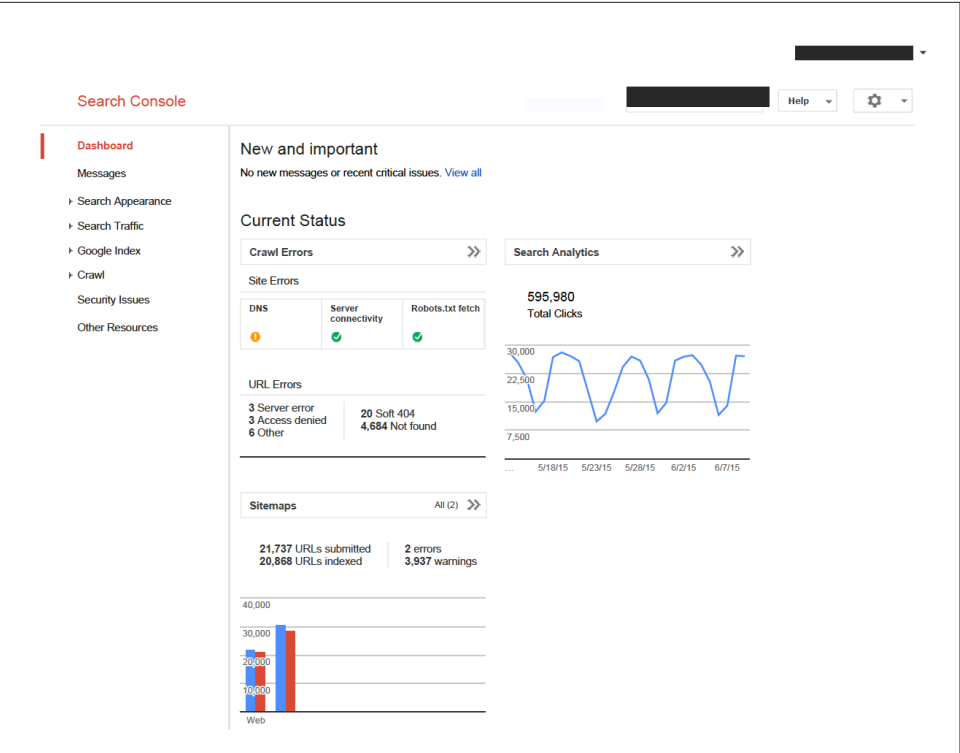 Search Console
Help
Dashboard
Messages
Search Appearance
Search Traffic
Google Index
Crawl
Security Issues
Other Resources
New and important
No new messages or recent critical issues. View all
Current Status
Crawl Errors
Site Errors
DNS
Server
connectivity
Robots.txt fetch
URL Errors
3 Server error
3 Access denied
6 Other
20 Soft 404
4,684 Not found
Search Analytics
595,980
Total Clicks
30,000
22,500
15,000
7,500
... 5/18/15 5/23/15 5/28/15 6/2/15 6/7/15
Sitemaps All (2)
21,737 URLs submitted
20,868 URLs indexed
2 errors
3,937 warnings
40,000
30,000
20,000
10,000
Web